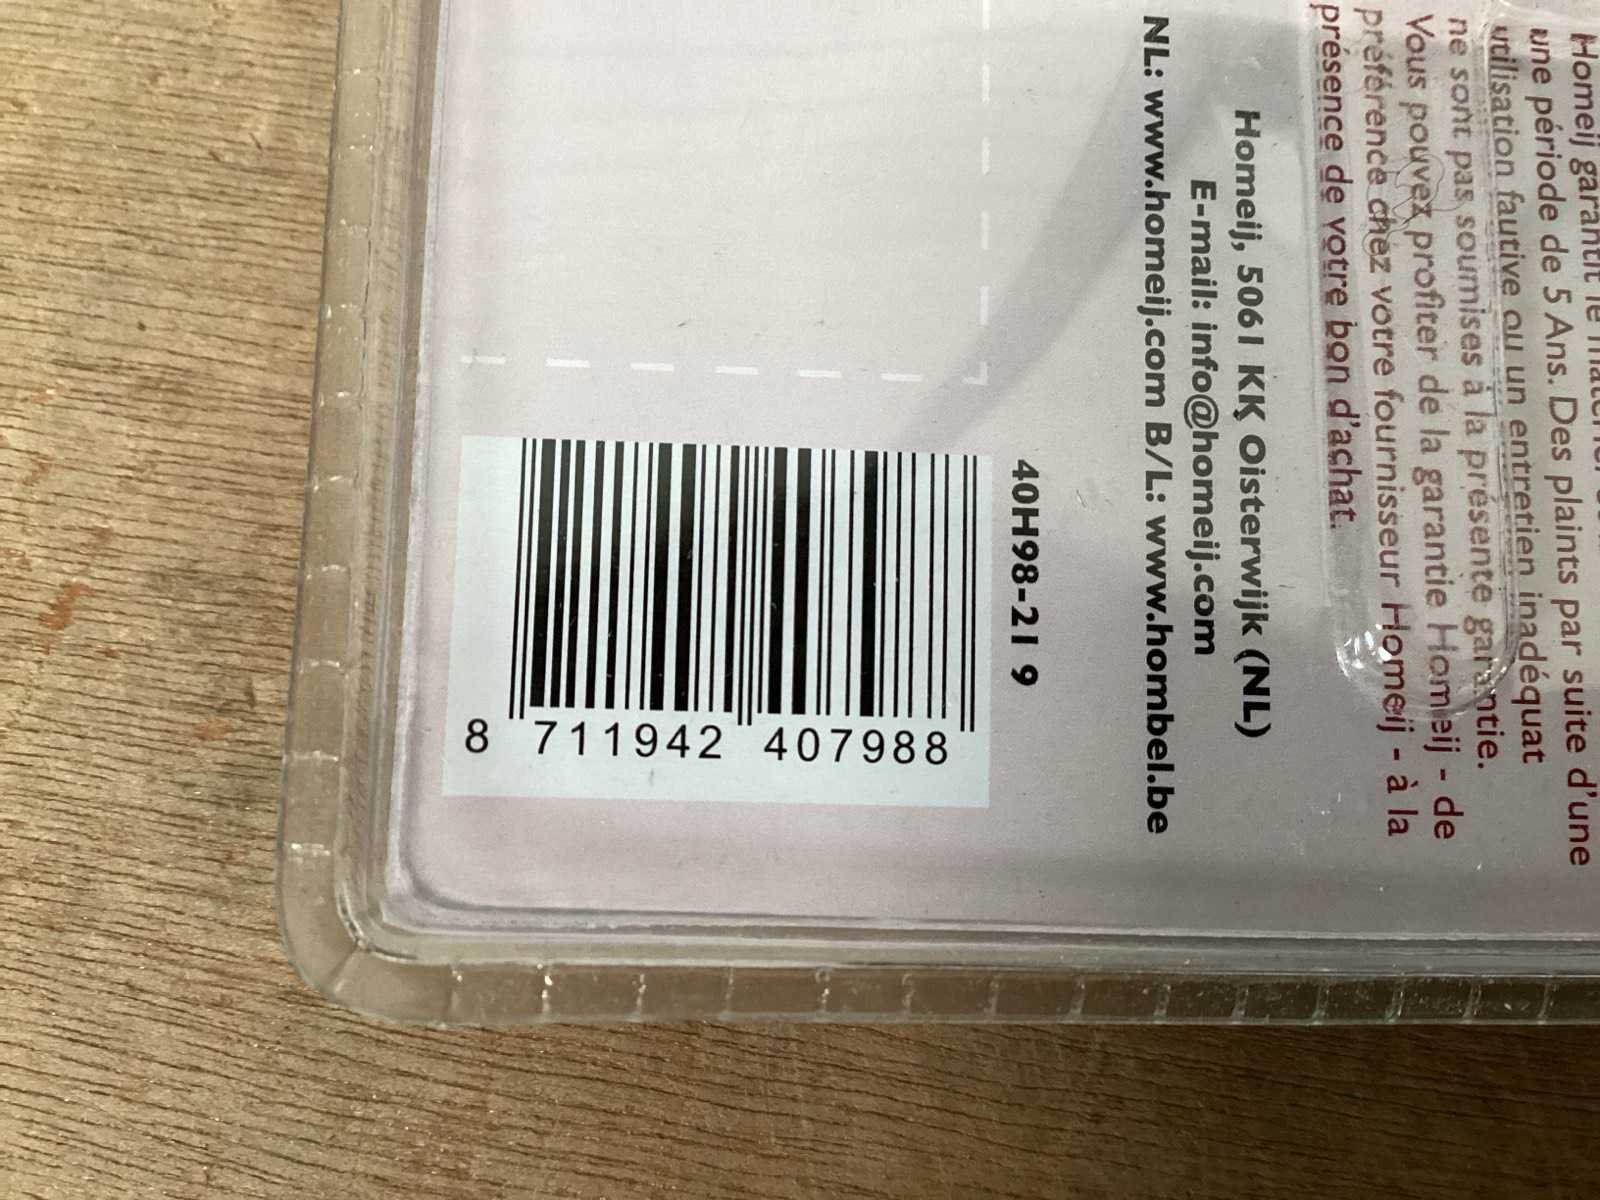 Homeij garantit le
une période de 5 Ans. Des plaints par suite d'une
utilisation fautive ou un entretien inadéquat
ne sont pas soumises à la présente garantie.
Vous pouvez profiter de la garantie Homeij - de
préférence chez votre fournisseur Homeij - à la
présence de votre bon d'achat.
Homeij, 5061 KK Oisterwijk (NL)
E-mail: info@homeij.com
NL: www.homeij.com B/L: www.hombel.be
40H98-21 9
8 711942 407988